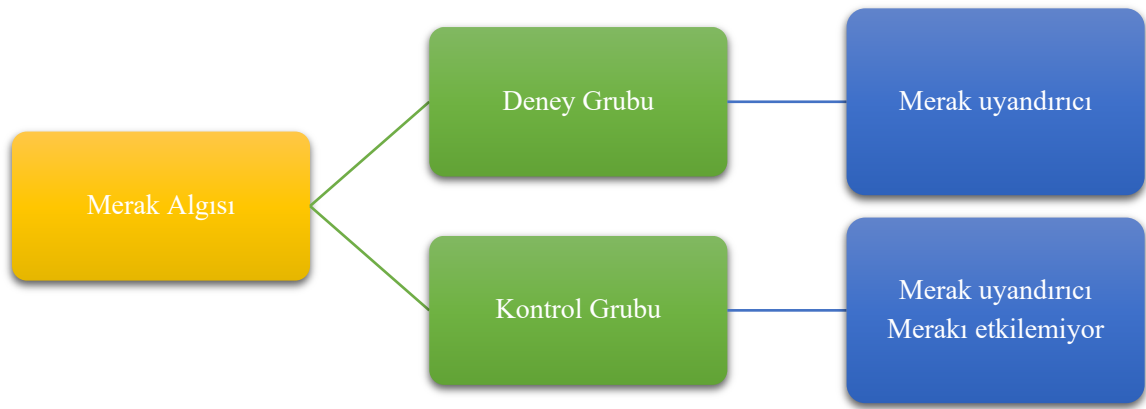 Merak Algısı
Deney Grubu
Merak uyandırıcı
Kontrol Grubu
Merak uyandırıcı
Merakı etkilemiyor